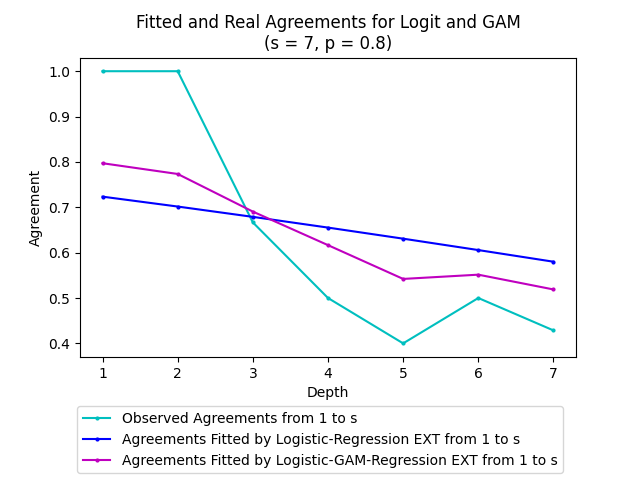 Fitted and Real Agreements for Logit and GAM
(s = 7, p = 0.8)
1.0
0.9
0.8
0.7
0.6
0.5
0.4
Agreement
1 2 3 4 5 6 7
Depth
Observed Agreements from 1 to s
Agreements Fitted by Logistic-Regression EXT from 1 to s
Agreements Fitted by Logistic-GAM-Regression EXT from 1 to s